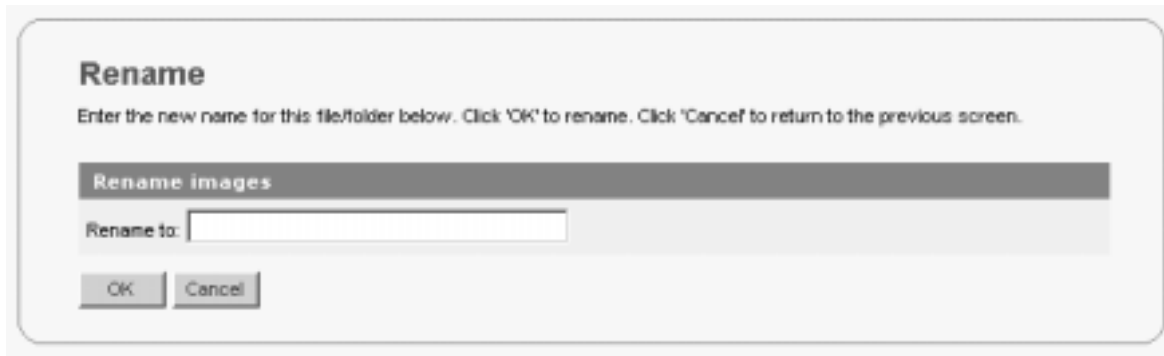 Rename
Enter the new name for this file/folder below. Click 'OK' to rename. Click 'Cancel' to return to the previous screen.
Rename images
Rename to:
OK Cancel